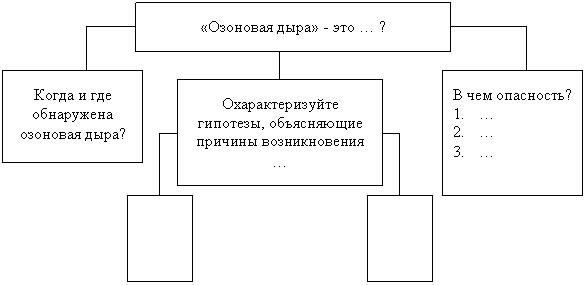 «Озоновая дыра» - это … ?
Когда и где
обнаружена
озоновая дыра?
Охарактеризуйте
гипотезы, объясняющие
причины возникновения
…
В чем опасность?
1. …
2. …
3. …